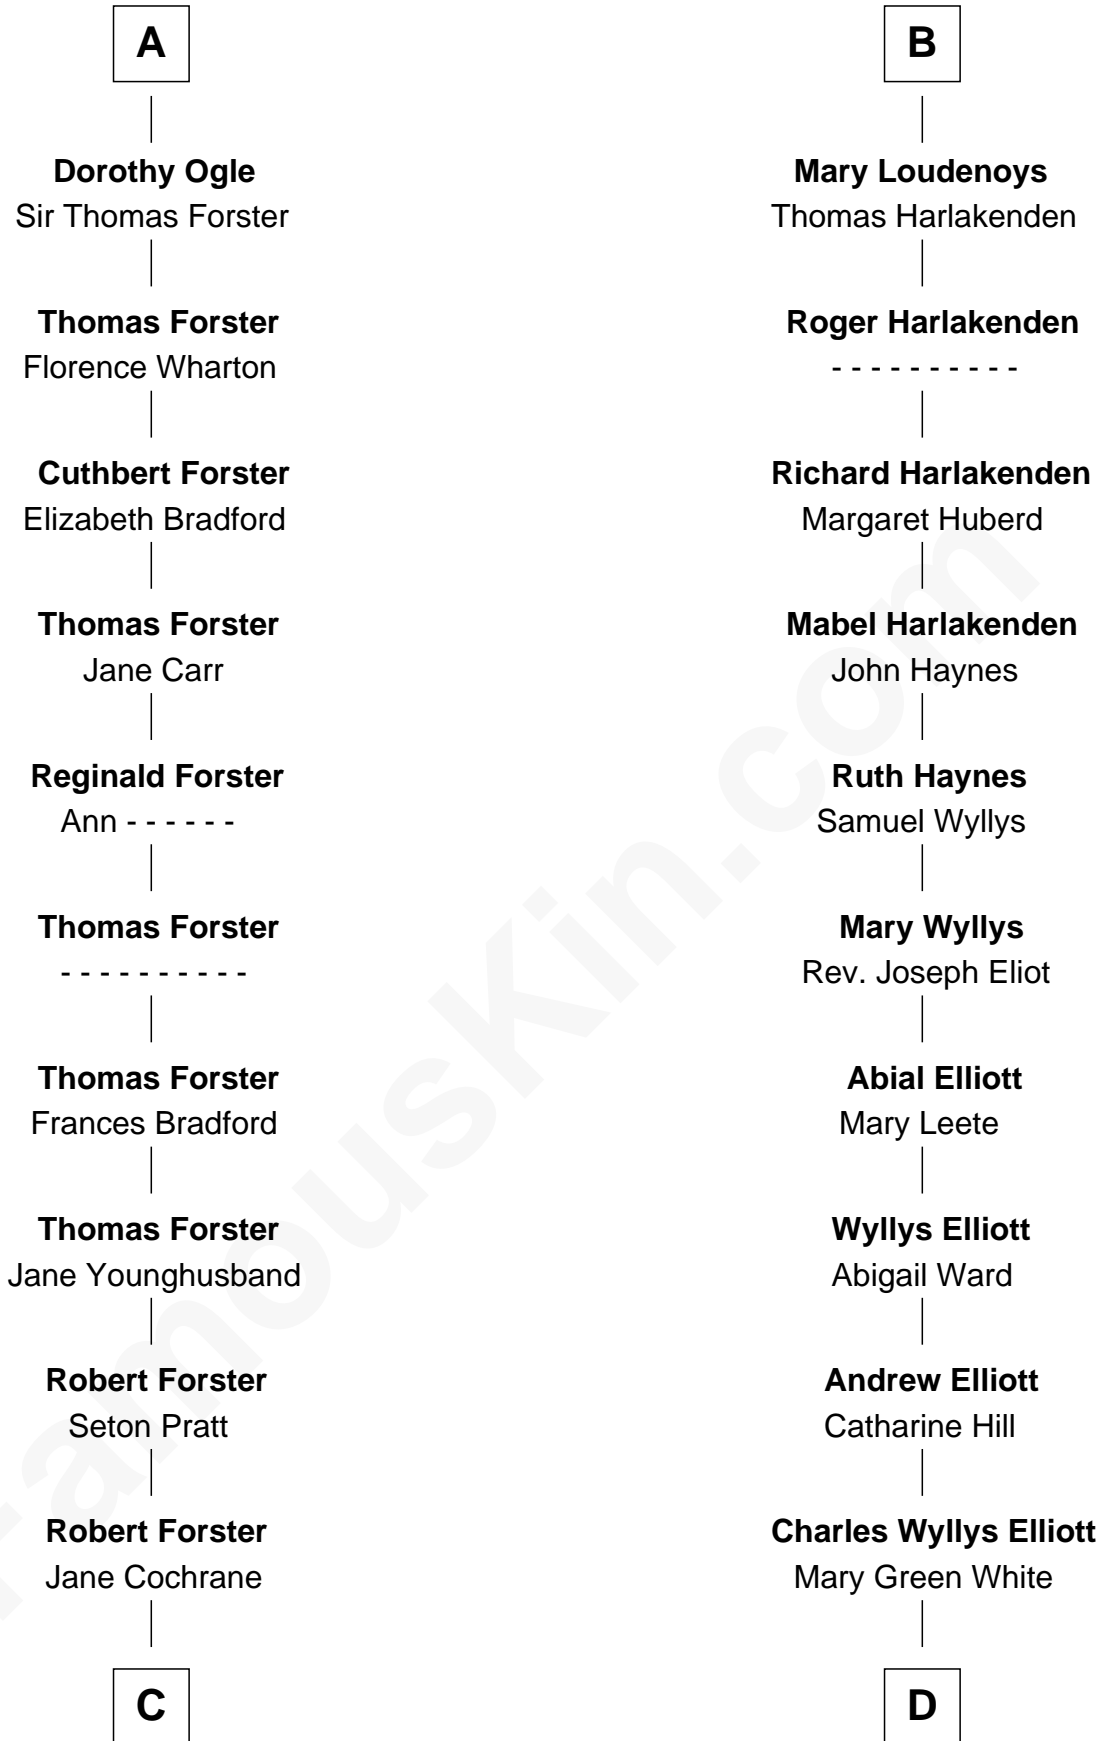 A
Dorothy Ogle
Sir Thomas Forster
Thomas Forster
Florence Wharton
Cuthbert Forster
Elizabeth Bradford
Thomas Forster
Jane Carr
Reginald Forster
Ann - - - - - -
Thomas Forster
- - - - - - - - - -
Thomas Forster
Frances Bradford
Thomas Forster
Jane Younghusband
Robert Forster
Seton Pratt
Robert Forster
Jane Cochrane
C
B
Mary Loudenoys
Thomas Harlakenden
Roger Harlakenden
- - - - - - - - - -
Richard Harlakenden
Margaret Huberd
Mabel Harlakenden
John Haynes
Ruth Haynes
Samuel Wyllys
Mary Wyllys
Rev. Joseph Eliot
Abial Elliott
Mary Leete
Wyllys Elliott
Abigail Ward
Andrew Elliott
Catharine Hill
Charles Wyllys Elliott
Mary Green White
D
FamousKin.com